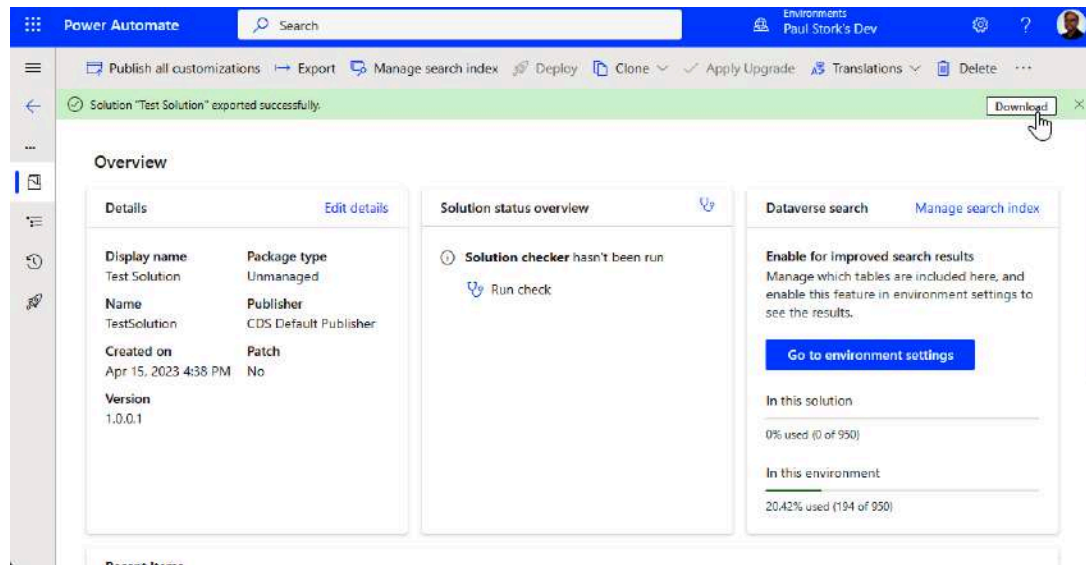 Power Automate
Search
Environments
Paul Stork's Dev
?
Publish all customizations
Export
Manage search index
Deploy
Clone
Apply Upgrade
Translations
Delete
...
Solution "Test Solution" exported successfully.
Download
Overview
Details
Edit details
Display name
Test Solution
Package type
Unmanaged
Name
TestSolution
Publisher
CDS Default Publisher
Created on
Apr 15, 2023 4:38 PM
Patch
No
Version
1.0.0.1
Solution status overview
Solution checker hasn't been run
Run check
Dataverse search
Manage search index
Enable for improved search results
Manage which tables are included here, and
enable this feature in environment settings to
see the results.
Go to environment settings
In this solution
0% used (0 of 950)
In this environment
20.42% used (194 of 950)